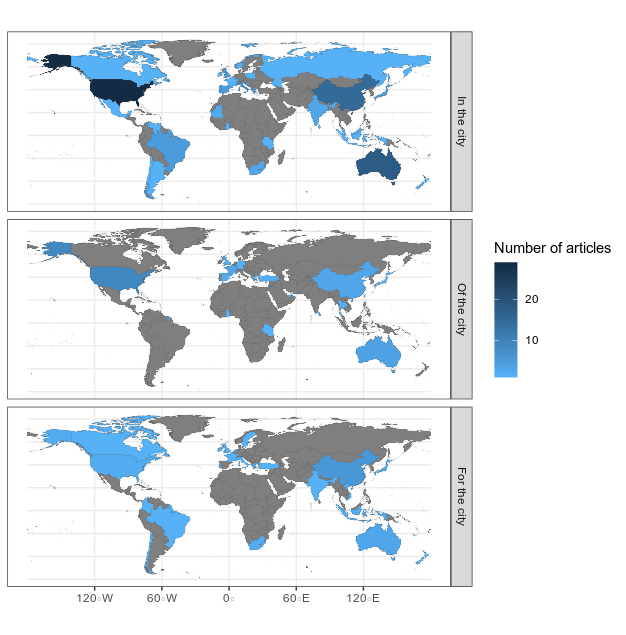 In the city
Of the city
For the city
Number of articles
20
10
120°W 60°W 0° 60°E 120°E